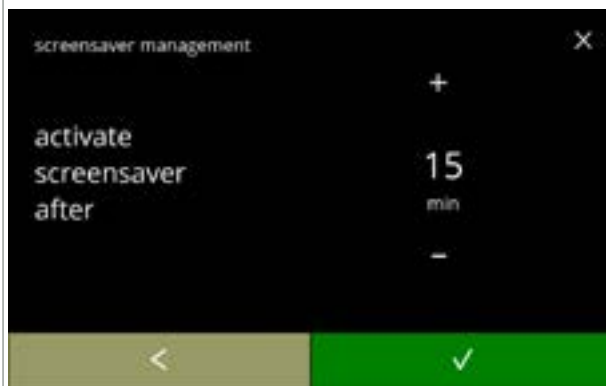 screensaver management
×
+
activate
screensaver
after
15
min
-
<
✓